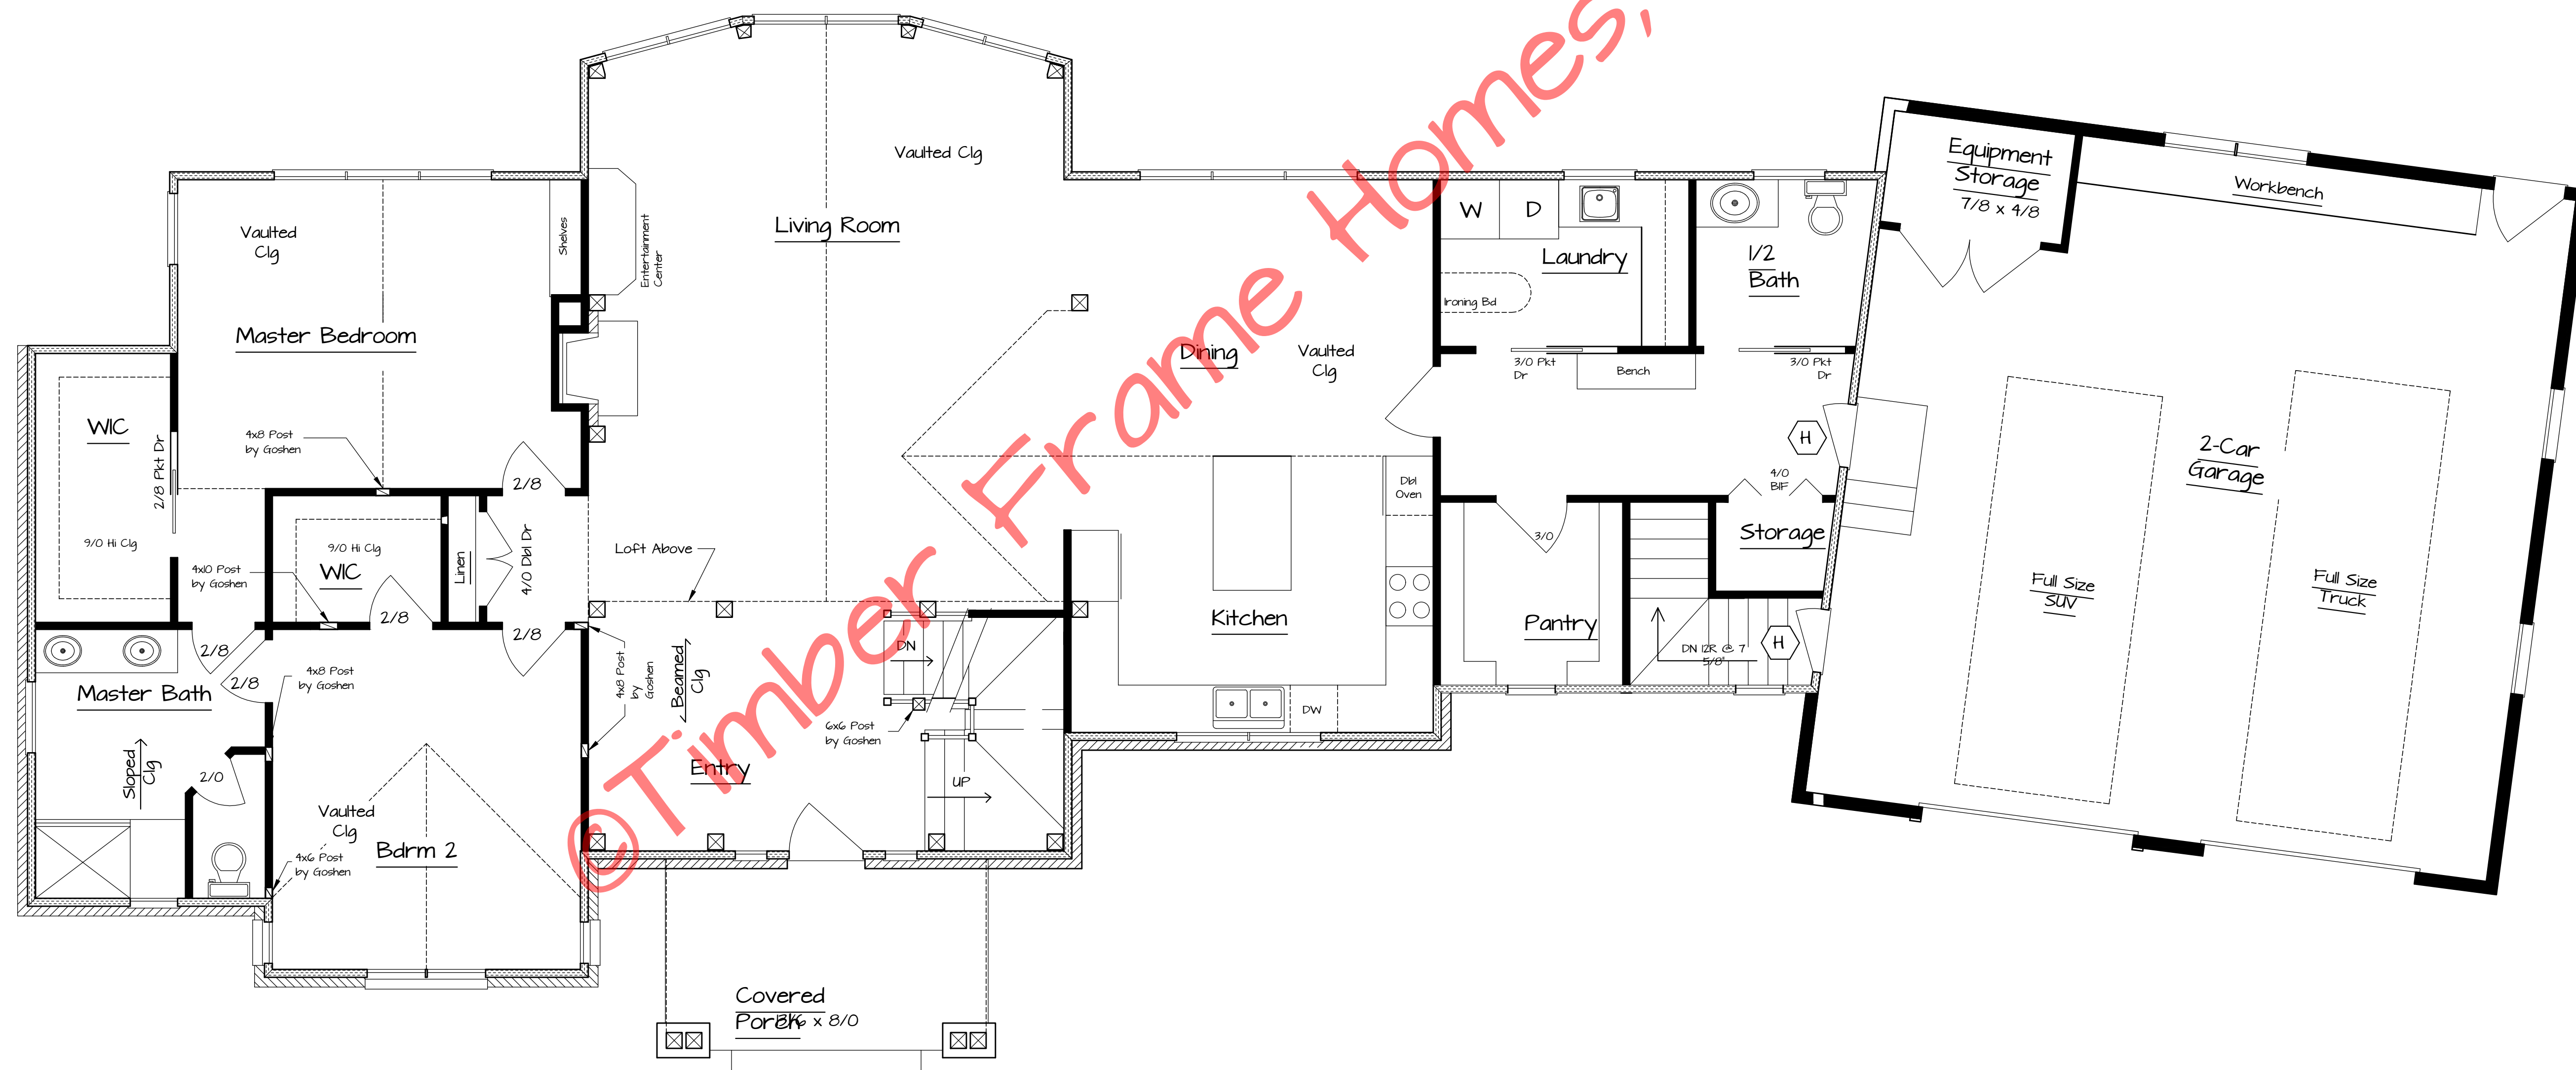 ©Timber Frame Homes,
Vaulted Clg
Living Room
Entertainment
Center
Shelves
Vaulted
Clg
Master Bedroom
WIC
2/8 Pkt Dr
9/0 Hi Clg
4x8 Post
by Goshen
2/8
9/0 Hi Clg
WIC
4x10 Post
by Goshen
2/8
Linen
4/0 Dbl Dr
2/8
2/8
2/8
Master Bath
4x8 Post
by Goshen
Sloped
Clg
2/0
Vaulted
Clg
4x6 Post
by Goshen
Bdrm 2
Loft Above
4x8 Post
by
Goshen
Beamed
Clg
DN
6x6 Post
by Goshen
Entry
UP
Covered
Porch
13/6 x 8/0
Dining
Vaulted
Clg
Dbl
Oven
Kitchen
DW
W
D
Laundry
Ironing Bd
3/0 Pkt
Dr
Bench
1/2
Bath
3/0 Pkt
Dr
H
4/0
BIF
Storage
3/0
Pantry
DN 12R @ 7
5/8"
H
Equipment
Storage
7/8 x 4/8
Workbench
2-Car
Garage
Full Size
SUV
Full Size
Truck